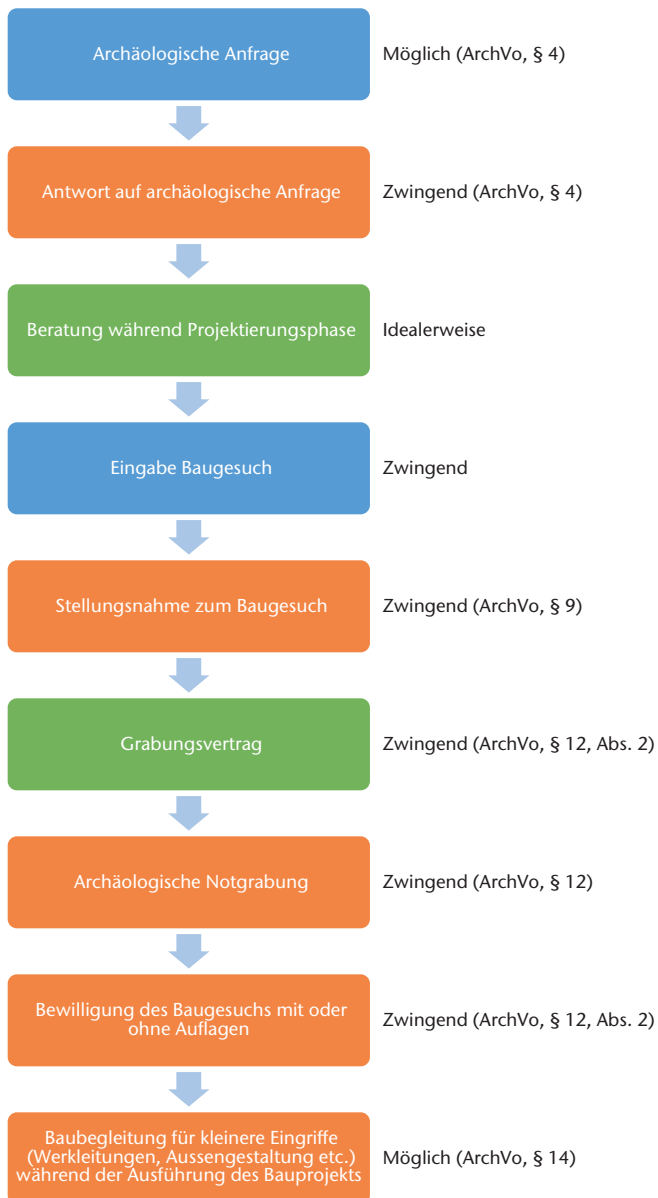 Archäologische Anfrage
Möglich (ArchVo, § 4)
Antwort auf archäologische Anfrage
Zwingend (ArchVo, § 4)
Beratung während Projektierungsphase
Idealerweise
Eingabe Baugesuch
Zwingend
Stellungsnahme zum Baugesuch
Zwingend (ArchVo, § 9)
Grabungsvertrag
Zwingend (ArchVo, § 12, Abs. 2)
Archäologische Notgrabung
Zwingend (ArchVo, § 12)
Bewilligung des Baugesuchs mit oder
ohne Auflagen
Zwingend (ArchVo, § 12, Abs. 2)
Baubegleitung für kleinere Eingriffe
(Werkleitungen, Aussengestaltung etc.)
während der Ausführung des Bauprojekts
Möglich (ArchVo, § 14)